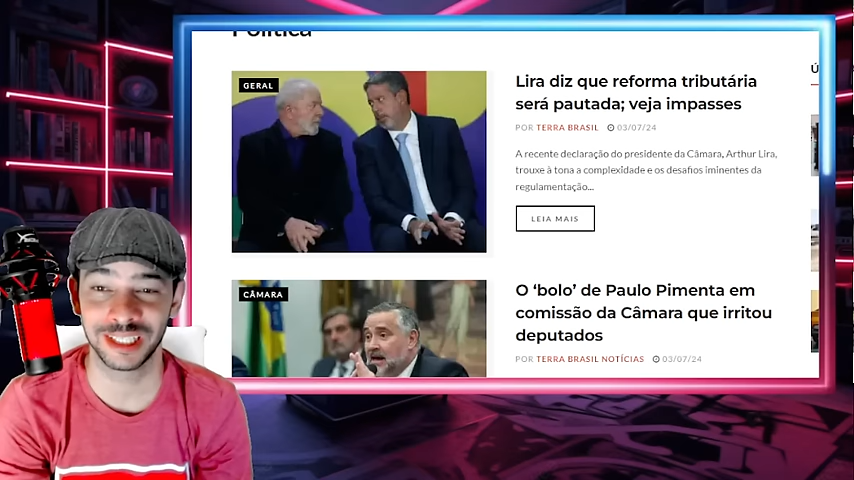 Política
GERAL
Lira diz que reforma tributária
será pautada; veja impasses
POR TERRA BRASIL 03/07/24
A recente declaração do presidente da Câmara, Arthur Lira,
trouxe à tona a complexidade e os desafios iminentes da
regulamentação...
LEIA MAIS
CÂMARA
O ‘bolo’ de Paulo Pimenta em
comissão da Câmara que irritou
deputados
POR TERRA BRASIL NOTÍCIAS 03/07/24